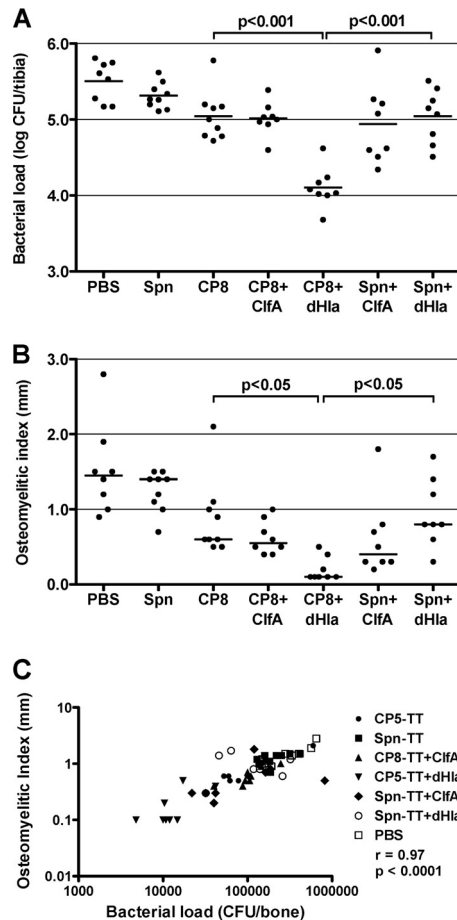 A
p<0.001 p<0.001
Bacterial load (log CFU/tibia)
6.0
5.0
4.0
3.0
PBS Spn CP8 CP8+ CP8+ Spn+ Spn+
ClfA dHla ClfA dHla
B
p<0.05 p<0.05
Osteomyelitic index (mm)
3.0
2.0
1.0
0.0
PBS Spn CP8 CP8+ CP8+ Spn+ Spn+
ClfA dHla ClfA dHla
C
Osteomyelitic Index (mm)
10
1
0.1
0.01
1000 10000 100000 1000000
Bacterial load (CFU/bone)
CP5-TT
Spn-TT
CP8-TT+ClfA
CP5-TT+dHla
Spn-TT+ClfA
Spn-TT+dHla
PBS
r = 0.97
p < 0.0001